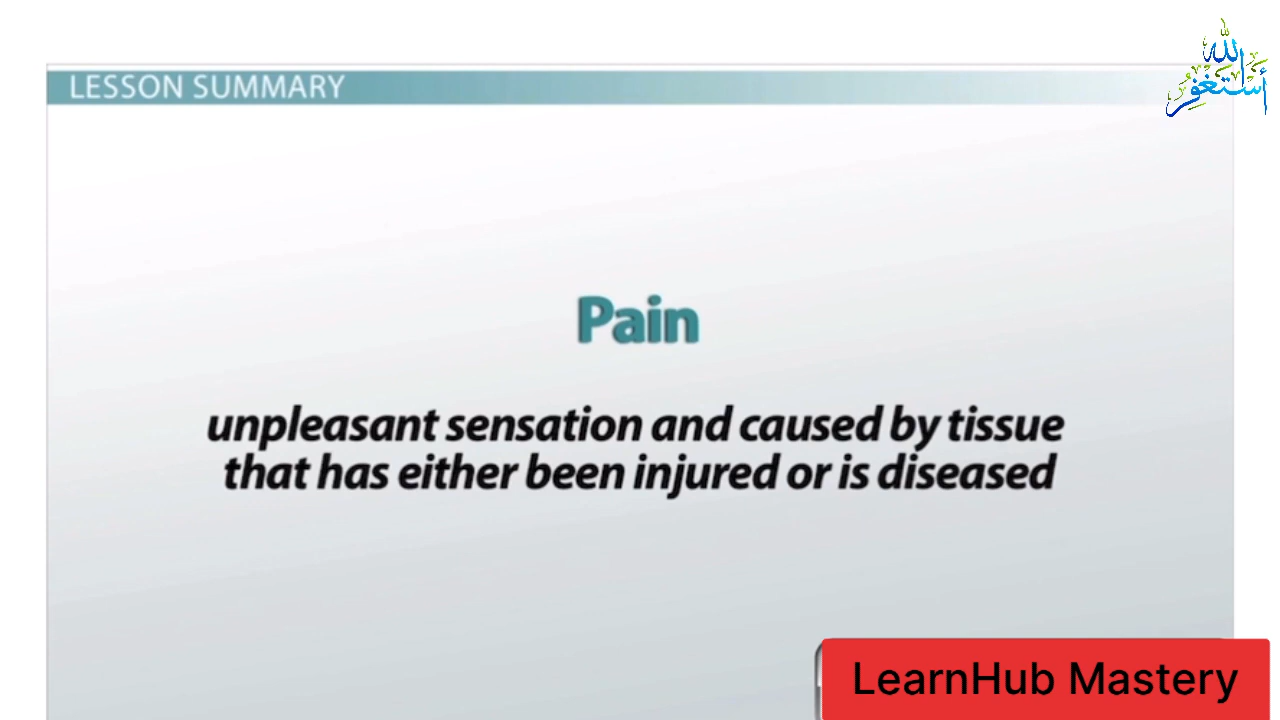 أستغفر الله
LESSON SUMMARY
Pain
unpleasant sensation and caused by tissue
that has either been injured or is diseased
LearnHub Mastery